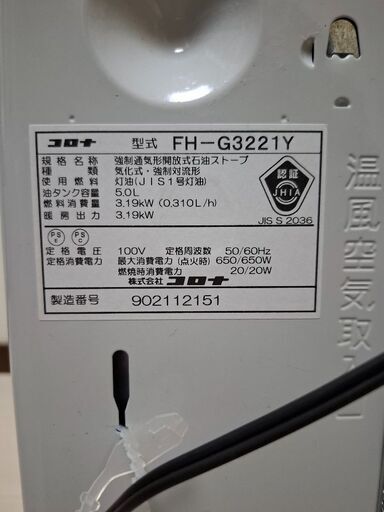 コロナ 型式 FH-G3221Y
規格名称 強制通気形開放式石油ストーブ
種類 気化式・強制対流形
使用燃料 灯油(JIS1号灯油)
油タンク容量 5.0L
燃料消費量 3.19kW (0.310L/h)
暖房出力 3.19kW
認証
JHIA
JIS S 2036
PS E PS C
定格電圧 100V 定格周波数 50/60Hz
定格消費電力 最大消費電力(点火時) 650/650W
燃焼時消費電力 20/20W
株式会社 コロナ
製造番号 902112151
温風空気取入